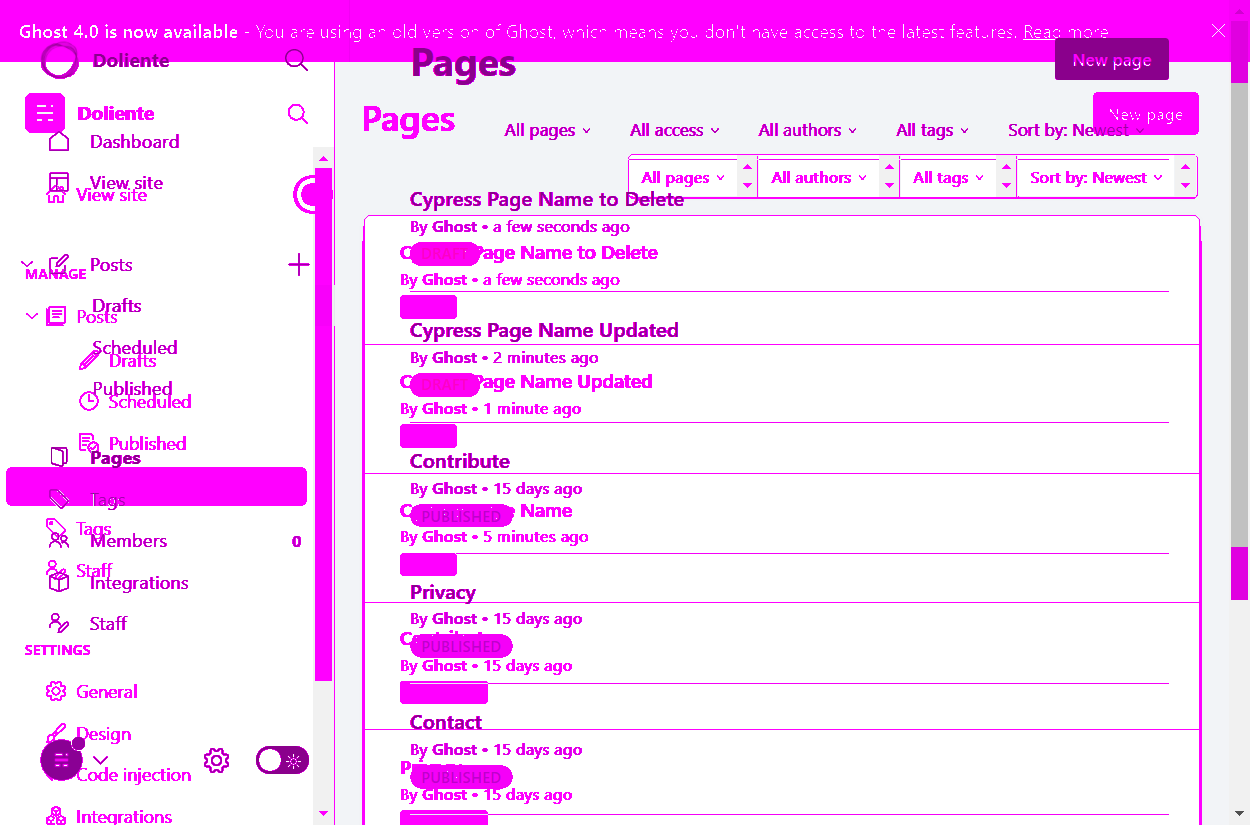 Ghost 4.0 is now available - You are using an old version of Ghost, which means you don't have access to the latest features. Read more
Doliente
Pages
New page
Doliente
Pages
New page
All pages
All access
All authors
All tags
Sort by: Newest
Dashboard
View site
View site
All pages
All authors
All tags
Sort by: Newest
Cypress Page Name to Delete
By Ghost • a few seconds ago
Page Name to Delete
By Ghost • a few seconds ago
Posts
MANAGE
Drafts
Posts
Scheduled
Drafts
Published
Scheduled
Published
Pages
Tags
Tags
Members
0
Staff
Integrations
Staff
SETTINGS
General
Design
Code injection
Integrations
Cypress Page Name Updated
By Ghost • 2 minutes ago
Page Name Updated
By Ghost • 1 minute ago
Contribute
By Ghost • 15 days ago
PUBLISHED
Name
By Ghost • 5 minutes ago
Privacy
By Ghost • 15 days ago
PUBLISHED
By Ghost • 15 days ago
Contact
By Ghost • 15 days ago
PUBLISHED
By Ghost • 15 days ago